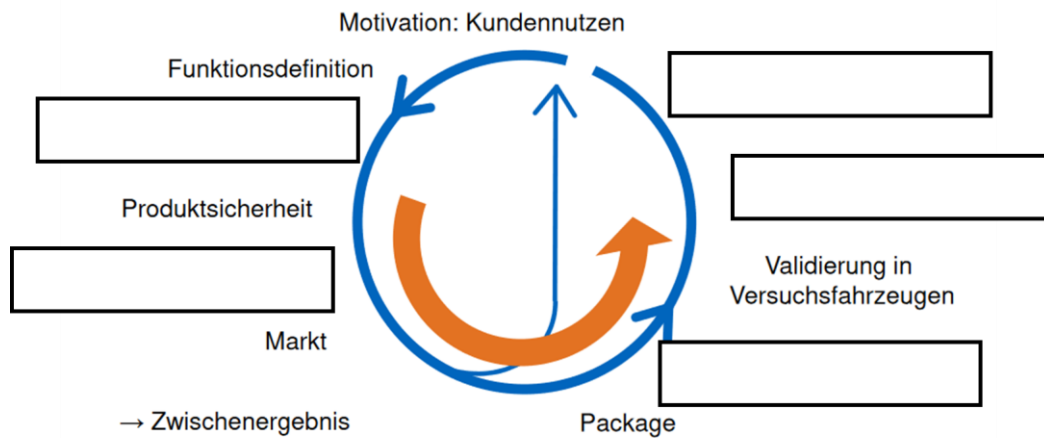 Motivation: Kundennutzen
Funktionsdefinition
Produktsicherheit
Markt
→ Zwischenergebnis
Package
Validierung in
Versuchsfahrzeugen